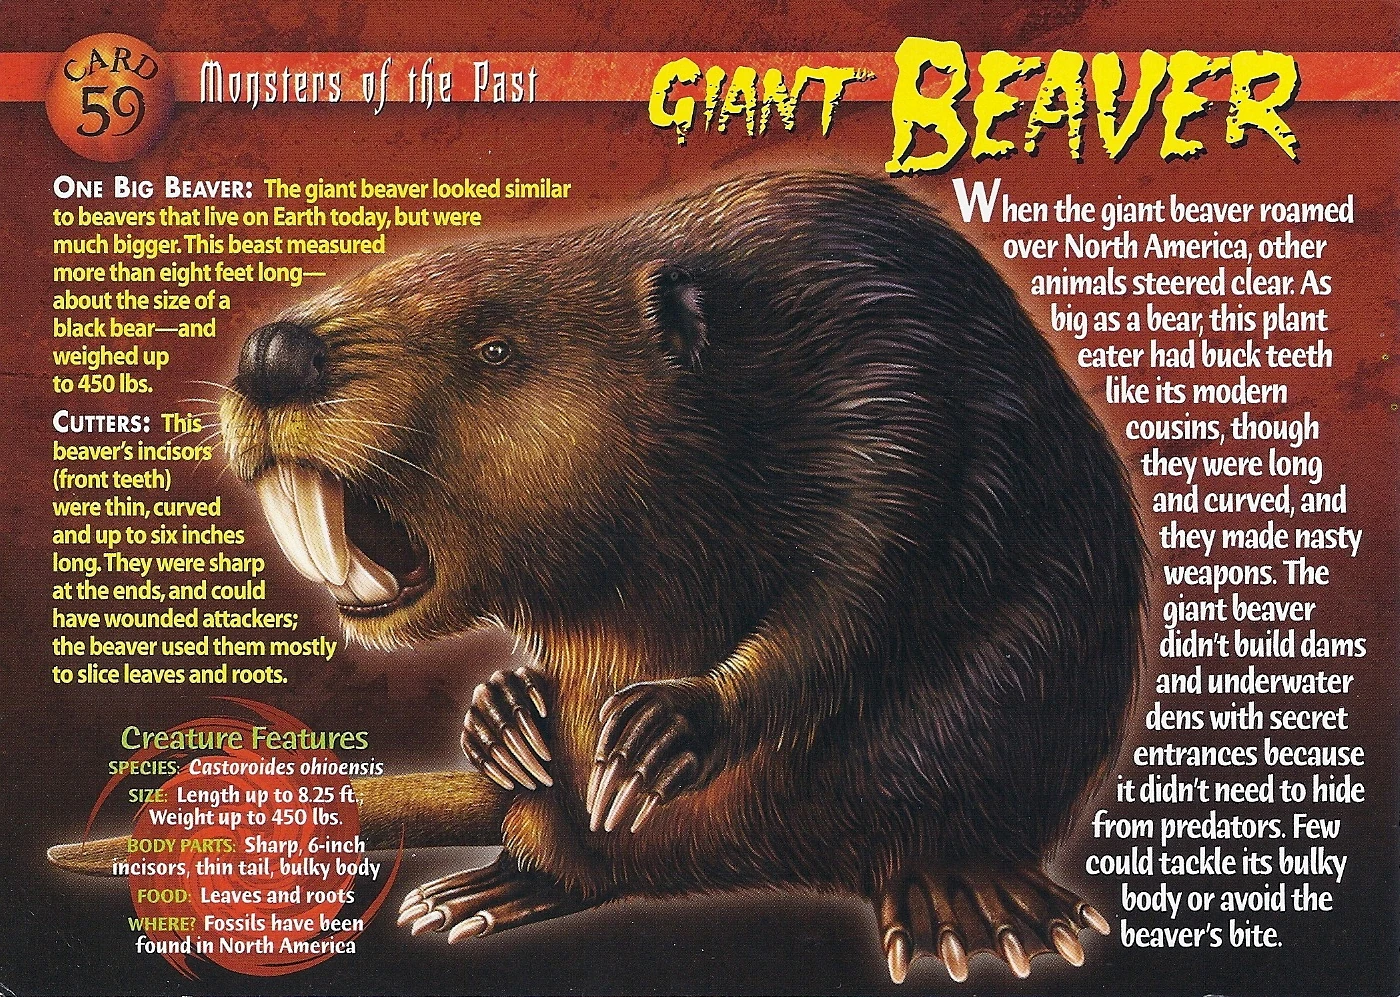 CARD
59
Monsters of the Past
GIANT BEAVER
ONE BIG BEAVER: The giant beaver looked similar
to beavers that live on Earth today, but were
much bigger. This beast measured
more than eight feet long—
about the size of a
black bear—and
weighed up
to 450 lbs.
CUTTERS: This
beaver's incisors
(front teeth)
were thin, curved
and up to six inches
long. They were sharp
at the ends, and could
have wounded attackers;
the beaver used them mostly
to slice leaves and roots.
Creature Features
SPECIES: Castoroides ohioensis
SIZE: Length up to 8.25 ft.,
Weight up to 450 lbs.
BODY PARTS: Sharp, 6-inch
incisors, thin tail, bulky body
FOOD: Leaves and roots
WHERE? Fossils have been
found in North America
When the giant beaver roamed
over North America, other
animals steered clear. As
big as a bear, this plant
eater had buck teeth
like its modern
cousins, though
they were long
and curved, and
they made nasty
weapons. The
giant beaver
didn't build dams
and underwater
dens with secret
entrances because
it didn't need to hide
from predators. Few
could tackle its bulky
body or avoid the
beaver's bite.